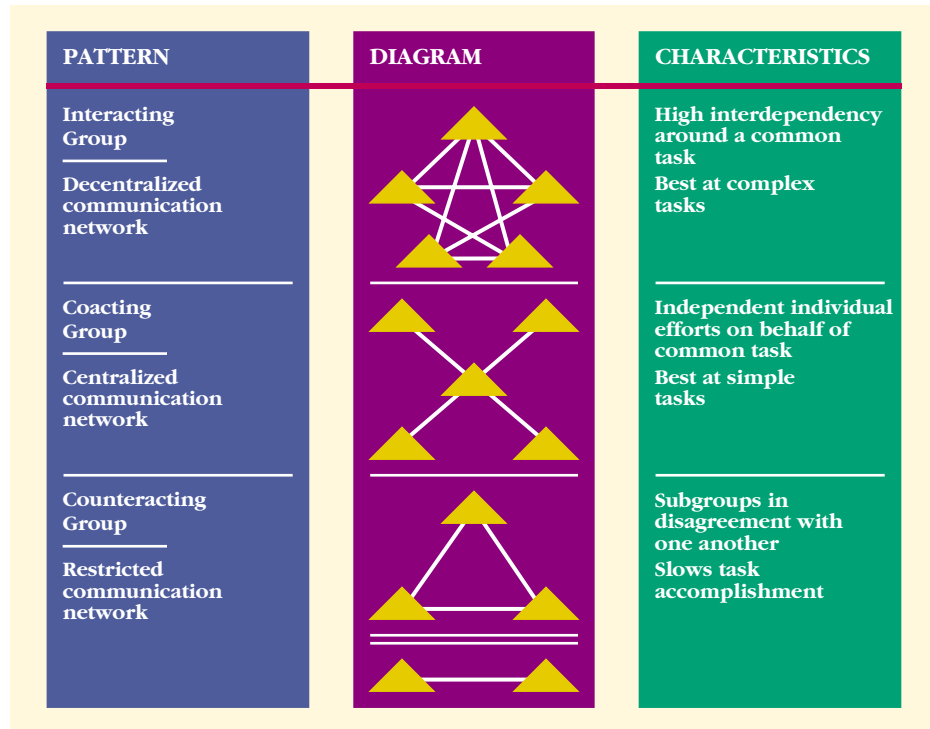 PATTERN
DIAGRAM
CHARACTERISTICS
Interacting
Group
Decentralized
communication
network
High interdependency
around a common
task
Best at complex
tasks
Coacting
Group
Centralized
communication
network
Independent individual
efforts on behalf of
common task
Best at simple
tasks
Counteracting
Group
Restricted
communication
network
Subgroups in
disagreement with
one another
Slows task
accomplishment